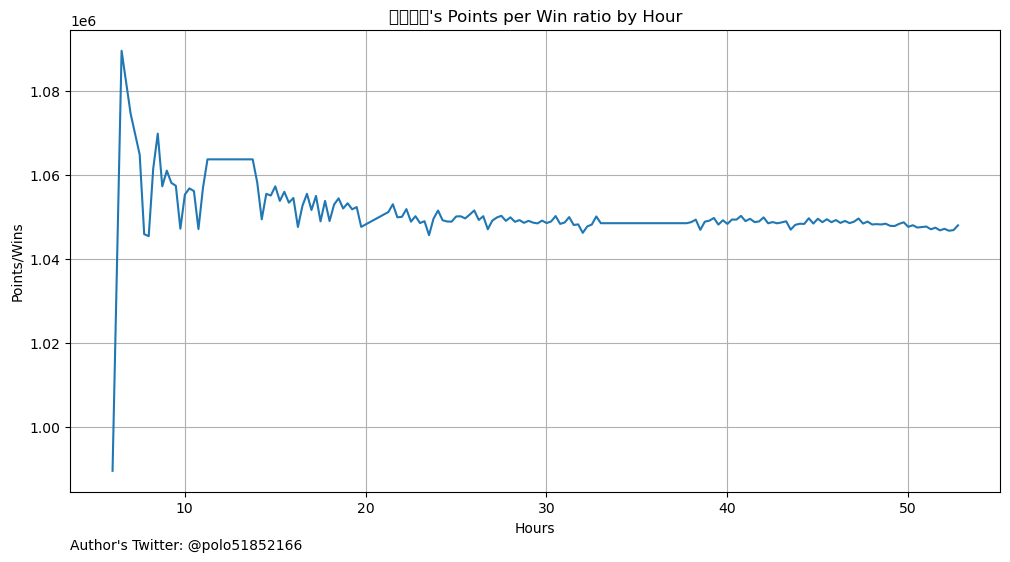 's Points per Win ratio by Hour
1e6
1.08
1.06
1.04
1.02
1.00
Points/Wins
10
20
30
40
50
Hours
Author's Twitter: @polo51852166